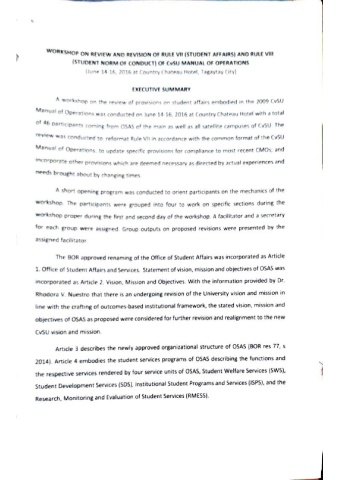 WORKSHOP ON REVIEW AND REVISION OF RULE VII (STUDENT AFFAIRS) AND RULE VIII
(STUDENT NORM OF CONDUCT) OF CvSU MANUAL OF OPERATIONS
(June 14-16, 2016 at Country Chateau Hotel, Tagaytay City)
EXECUTIVE SUMMARY
A workshop on the review of provisions on student affairs embodied in the 2009 CvSU
Manual of Operations was conducted on June 14-16, 2016 at Country Chateau Hotel with a total
of 46 participants coming from OSAS of the main as well as all satellite campuses of CvSU. The
review was conducted to reformat Rule VII in accordance with the common format of the CvSU
Manual of Operations, to update specific provisions for compliance to most recent CMOs, and
incorporate other provisions which are deemed necessary as directed by actual experiences and
needs brought about by changing times.
A short opening program was conducted to orient participants on the mechanics of the
workshop. The participants were grouped into four to work on specific sections during the
workshop proper during the first and second day of the workshop. A facilitator and a secretary
for each group were assigned. Group outputs on proposed revisions were presented by the
assigned facilitator.
The BOR approved renaming of the Office of Student Affairs was incorporated as Article
1. Office of Student Affairs and Services. Statement of vision, mission and objectives of OSAS was
incorporated as Article 2. Vision, Mission and Objectives. With the information provided by Dr.
Rhodora V. Nuestro that there is an undergoing revision of the University vision and mission in
line with the crafting of outcomes-based institutional framework, the stated vision, mission and
objectives of OSAS as proposed were considered for further revision and realignment to the new
CvSU vision and mission.
Article 3 describes the newly approved organizational structure of OSAS (BOR res 77, s
2014). Article 4 embodies the student services programs of OSAS describing the functions and
the respective services rendered by four service units of OSAS, Student Welfare Services (SWS),
Student Development Services (SDS), Institutional Student Programs and Services (ISPS), and the
Research, Monitoring and Evaluation of Student Services (RMESS).